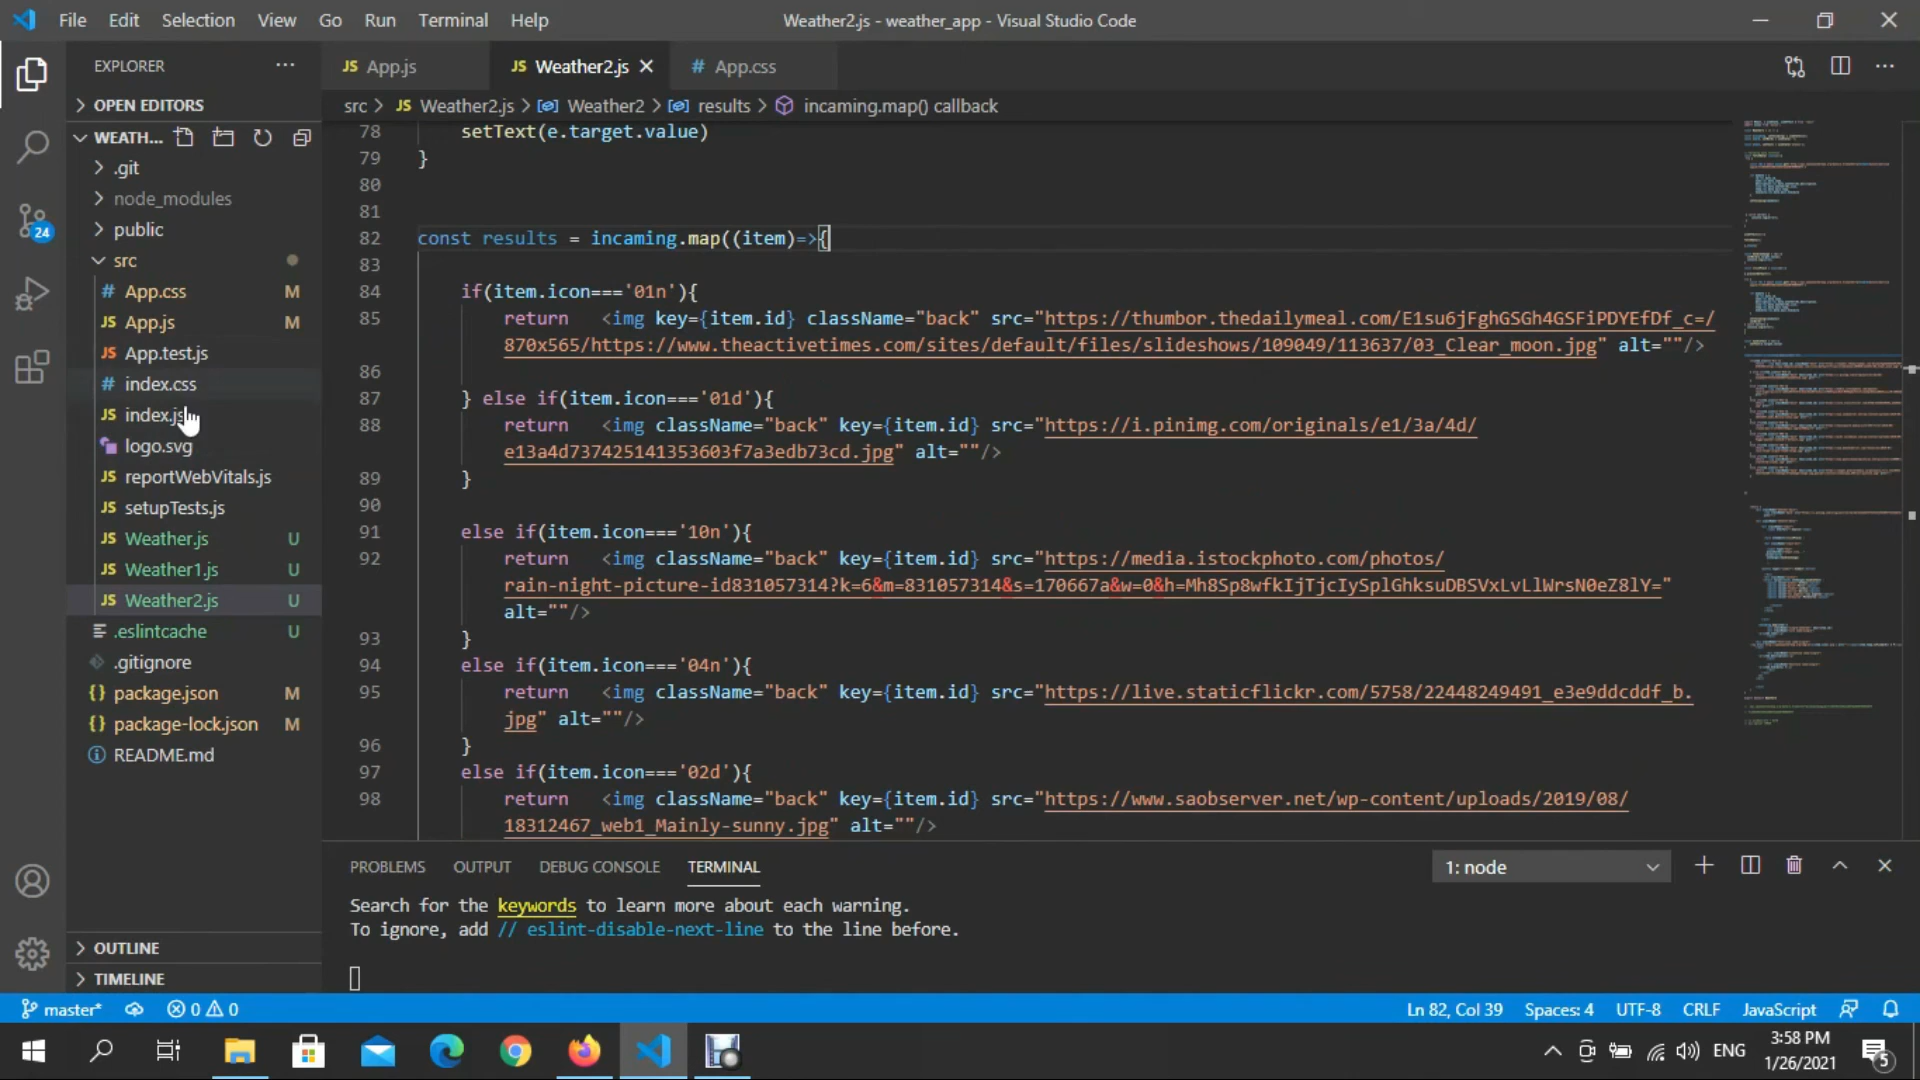 File Edit Selection View Go Run Terminal Help
Weather2.js - weather_app - Visual Studio Code
EXPLORER
OPEN EDITORS
WEATH...
.git
node_modules
public
src
# App.css M
JS App.js M
JS App.test.js
# index.css
JS index.js
logo.svg
JS reportWebVitals.js
JS setupTests.js
JS Weather.js U
JS Weather1.js U
JS Weather2.js U
.eslintcache U
.gitignore
{} package.json M
{} package-lock.json M
README.md
OUTLINE
TIMELINE
24
JS App.js
JS Weather2.js
# App.css
src > JS Weather2.js > Weather2 > results > incaming.map() callback
78 setText(e.target.value)
79 }
80
81
82 const results = incaming.map((item)=>{
83
84 if(item.icon==='01n'){
85 return <img key={item.id} className="back" src="https://thumbor.thedailymeal.com/E1su6jFghGSGh4GSFiPDYEfDf_c=/
870x565/https://www.theactivetimes.com/sites/default/files/slideshows/109049/113637/03_Clear_moon.jpg" alt=""/>
86
87 } else if(item.icon==='01d'){
88 return <img className="back" key={item.id} src="https://i.pinimg.com/originals/e1/3a/4d/
e13a4d737425141353603f7a3edb73cd.jpg" alt=""/>
89 }
90
91 else if(item.icon==='10n'){
92 return <img className="back" key={item.id} src="https://media.istockphoto.com/photos/
rain-night-picture-id831057314?k=6&m=831057314&s=170667a&w=0&h=Mh8Sp8wfkIjTjcIySplGhksuDBSVxLvLlWrsN0eZ8lY="
alt=""/>
93 }
94 else if(item.icon==='04n'){
95 return <img className="back" key={item.id} src="https://live.staticflickr.com/5758/22448249491_e3e9ddcddf_b.
jpg" alt=""/>
96 }
97 else if(item.icon==='02d'){
98 return <img className="back" key={item.id} src="https://www.saobserver.net/wp-content/uploads/2019/08/
18312467_web1_Mainly-sunny.jpg" alt=""/>
PROBLEMS OUTPUT DEBUG CONSOLE TERMINAL
1: node
Search for the keywords to learn more about each warning.
To ignore, add // eslint-disable-next-line to the line before.
master* 0 0
Ln 82, Col 39 Spaces: 4 UTF-8 CRLF JavaScript
ENG
3:58 PM
1/26/2021
5